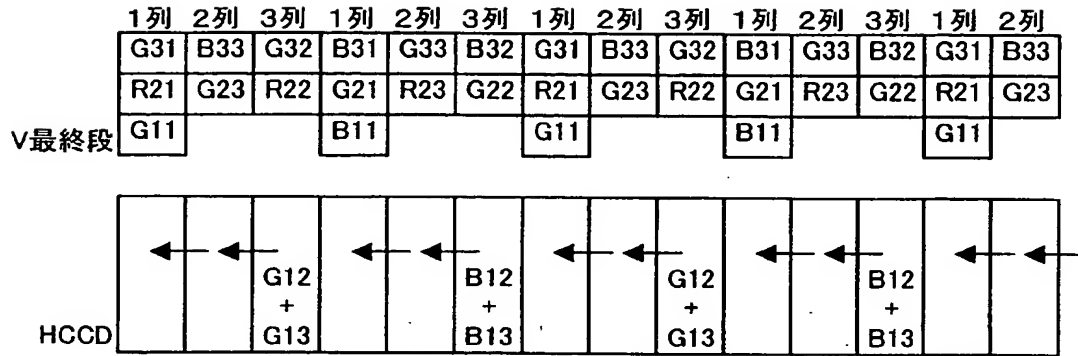 1列 2列 3列 1列 2列 3列 1列 2列 3列 1列 2列 3列 1列 2列
G31 B33 G32 B31 G33 B32 G31 B33 G32 B31 G33 B32 G31 B33
R21 G23 R22 G21 R23 G22 R21 G23 R22 G21 R23 G22 R21 G23
V最終段 G11 B11 G11 B11 G11
G12 B12 G12 B12
+ + + +
HCCD G13 B13 G13 B13